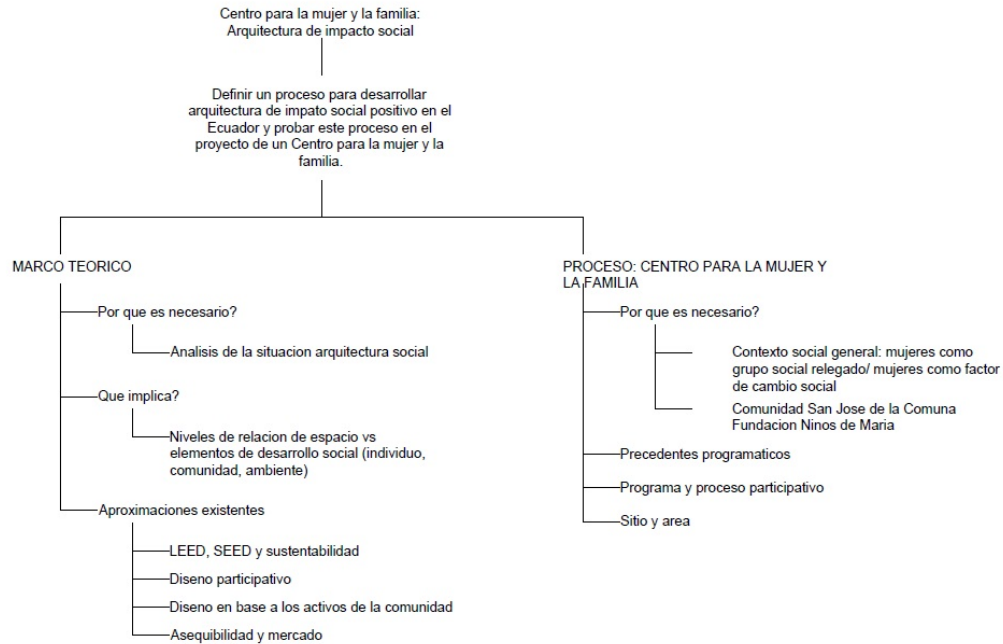 Centro para la mujer y la familia:
Arquitectura de impacto social
Definir un proceso para desarrollar
arquitectura de impato social positivo en el
Ecuador y probar este proceso en el
proyecto de un Centro para la mujer y la
familia.
MARCO TEORICO
Por que es necesario?
Analisis de la situacion arquitectura social
Que implica?
Niveles de relacion de espacio vs
elementos de desarrollo social (individuo,
comunidad, ambiente)
Aproximaciones existentes
LEED, SEED y sustentabilidad
Diseno participativo
Diseno en base a los activos de la comunidad
Asequibilidad y mercado
PROCESO: CENTRO PARA LA MUJER Y
LA FAMILIA
Por que es necesario?
Contexto social general: mujeres como
grupo social relegado/ mujeres como factor
de cambio social
Comunidad San Jose de la Comuna
Fundacion Ninos de Maria
Precedentes programaticos
Programa y proceso participativo
Sitio y area